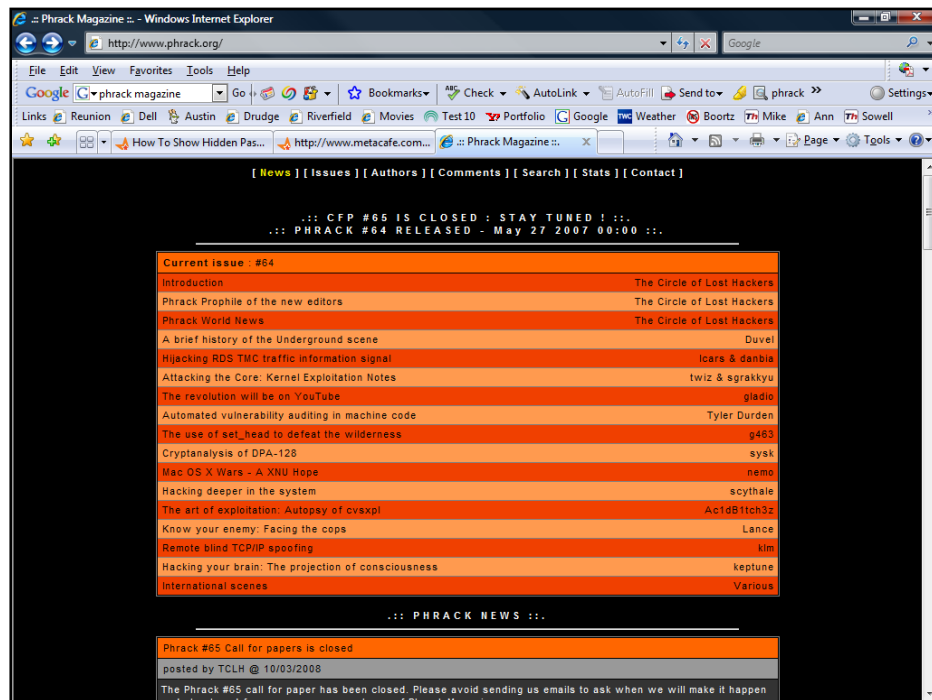 .:: Phrack Magazine ::. - Windows Internet Explorer
http://www.phrack.org/ Google
File Edit View Favorites Tools Help
Google G phrack magazine Go Bookmarks ABC Check AutoLink AutoFill Send to phrack >> Settings
Links Reunion Dell Austin Drudge Riverfield Movies Test 10 Portfolio Google TWC Weather Boortz Th Mike Ann Th Sowell
How To Show Hidden Pas... http://www.metacafe.com... .:: Phrack Magazine ::. x Page Tools
[ News ] [ Issues ] [ Authors ] [ Comments ] [ Search ] [ Stats ] [ Contact ]
.:: CFP #65 IS CLOSED : STAY TUNED ! ::.
.:: PHRACK #64 RELEASED - May 27 2007 00:00 ::.
Current issue : #64
Introduction The Circle of Lost Hackers
Phrack Prophile of the new editors The Circle of Lost Hackers
Phrack World News The Circle of Lost Hackers
A brief history of the Underground scene Duvel
Hijacking RDS TMC traffic information signal lcars & danbia
Attacking the Core: Kernel Exploitation Notes twiz & sgrakkyu
The revolution will be on YouTube gladio
Automated vulnerability auditing in machine code Tyler Durden
The use of set_head to defeat the wilderness g463
Cryptanalysis of DPA-128 sysk
Mac OS X Wars - A XNU Hope nemo
Hacking deeper in the system scythale
The art of exploitation: Autopsy of cvsxpl Ac1dB1tch3z
Know your enemy: Facing the cops Lance
Remote blind TCP/IP spoofing klm
Hacking your brain: The projection of consciousness keptune
International scenes Various
.:: PHRACK NEWS ::.
Phrack #65 Call for papers is closed
posted by TCLH @ 10/03/2008
The Phrack #65 call for paper has been closed. Please avoid sending us emails to ask when we will make it happen